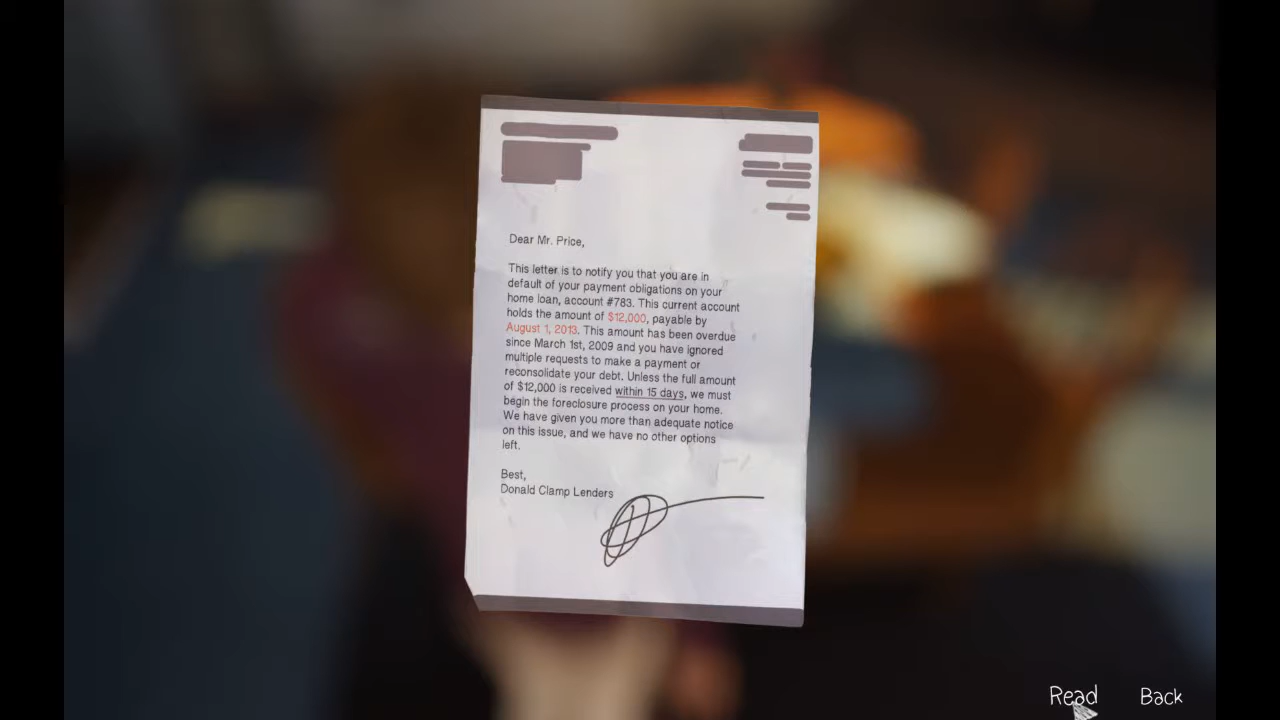 Dear Mr. Price,
This letter is to notify you that you are in
default of your payment obligations on your
home loan, account #783. This current account
holds the amount of $12,000, payable by
August 1, 2013. This amount has been overdue
since March 1st, 2009 and you have ignored
multiple requests to make a payment or
reconsolidate your debt. Unless the full amount
of $12,000 is received within 15 days, we must
begin the foreclosure process on your home.
We have given you more than adequate notice
on this issue, and we have no other options
left.
Best,
Donald Clamp Lenders
Read Back